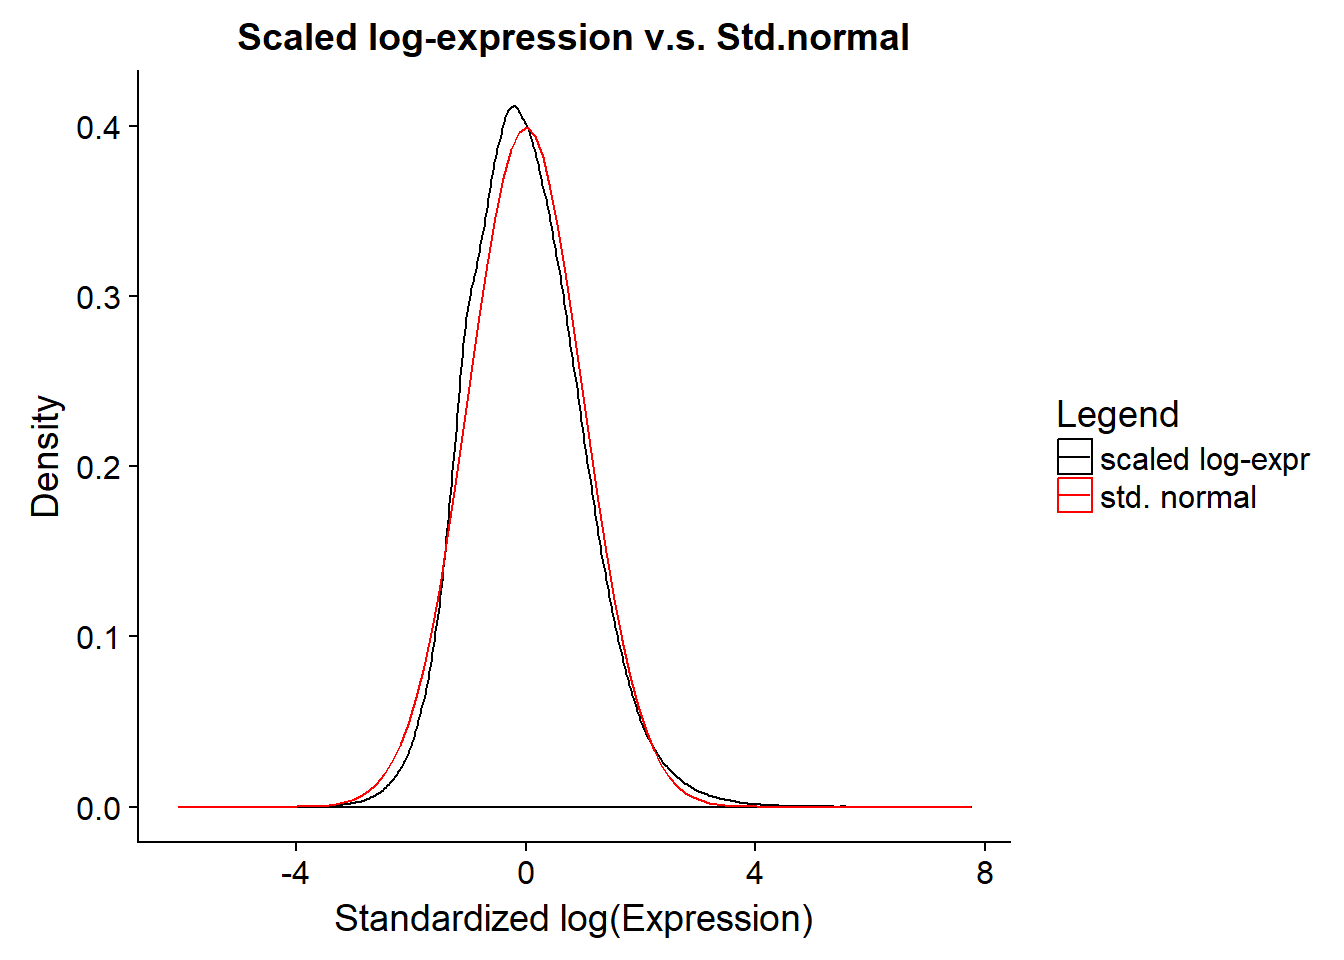 Scaled log-expression v.s. Std.normal
0.4
0.3
0.2
0.1
0.0
Density
-4
0
4
8
Standardized log(Expression)
Legend
scaled log-expr
std. normal